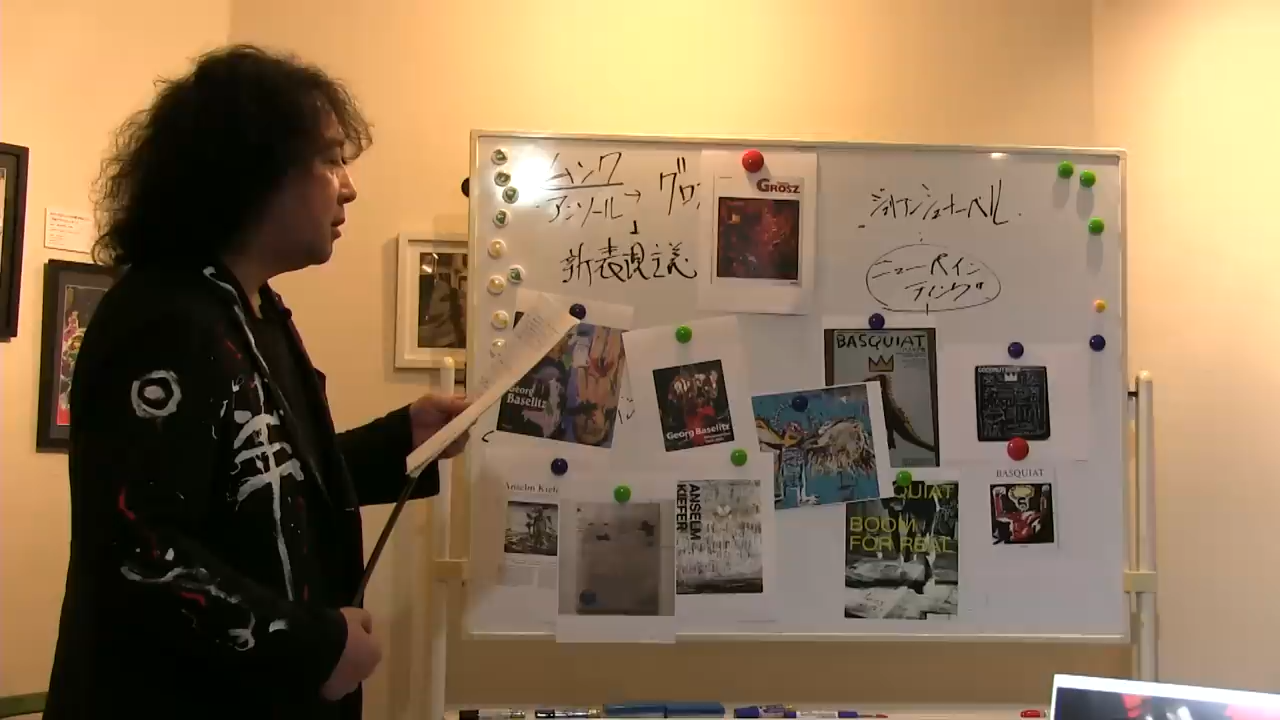 ムンク
アンソール → グロ
↓
新表現主義
GROSZ
ジュリアンシュナーベル.
ニューペイン
ティング
Georg
Baselitz
Georg Baselitz
BASQUIAT
BASQUIAT
Anselm Kiefe
ANSELM
KIEFER
QUIAT
BOOM
FOR REAL